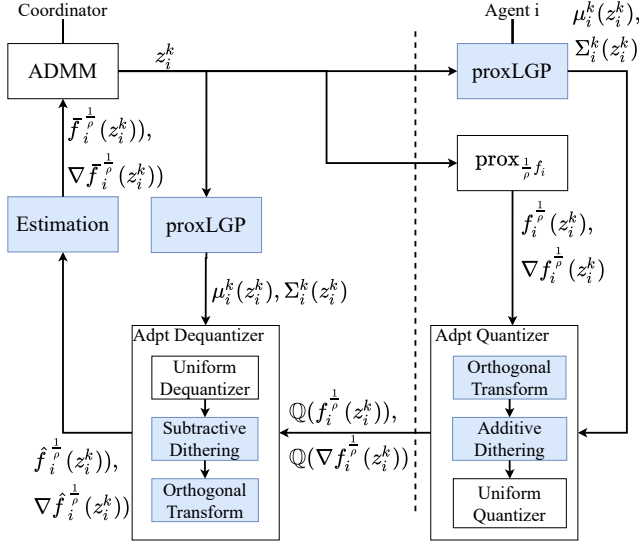 Coordinator
Agent i
ADMM
z_i^k
proxLGP
μ_i^k(z_i^k),
Σ_i^k(z_i^k)
f̄_i^{1/ρ}(z_i^k)),
∇f̄_i^{1/ρ}(z_i^k))
prox_{1/ρ f_i}
Estimation
proxLGP
f_i^{1/ρ}(z_i^k),
∇f_i^{1/ρ}(z_i^k)
μ_i^k(z_i^k), Σ_i^k(z_i^k)
Adpt Dequantizer
Uniform
Dequantizer
Subtractive
Dithering
Orthogonal
Transform
ℚ(f_i^{1/ρ}(z_i^k)),
ℚ(∇f_i^{1/ρ}(z_i^k))
Adpt Quantizer
Orthogonal
Transform
Additive
Dithering
Uniform
Quantizer
f̂_i^{1/ρ}(z_i^k)),
∇f̂_i^{1/ρ}(z_i^k))